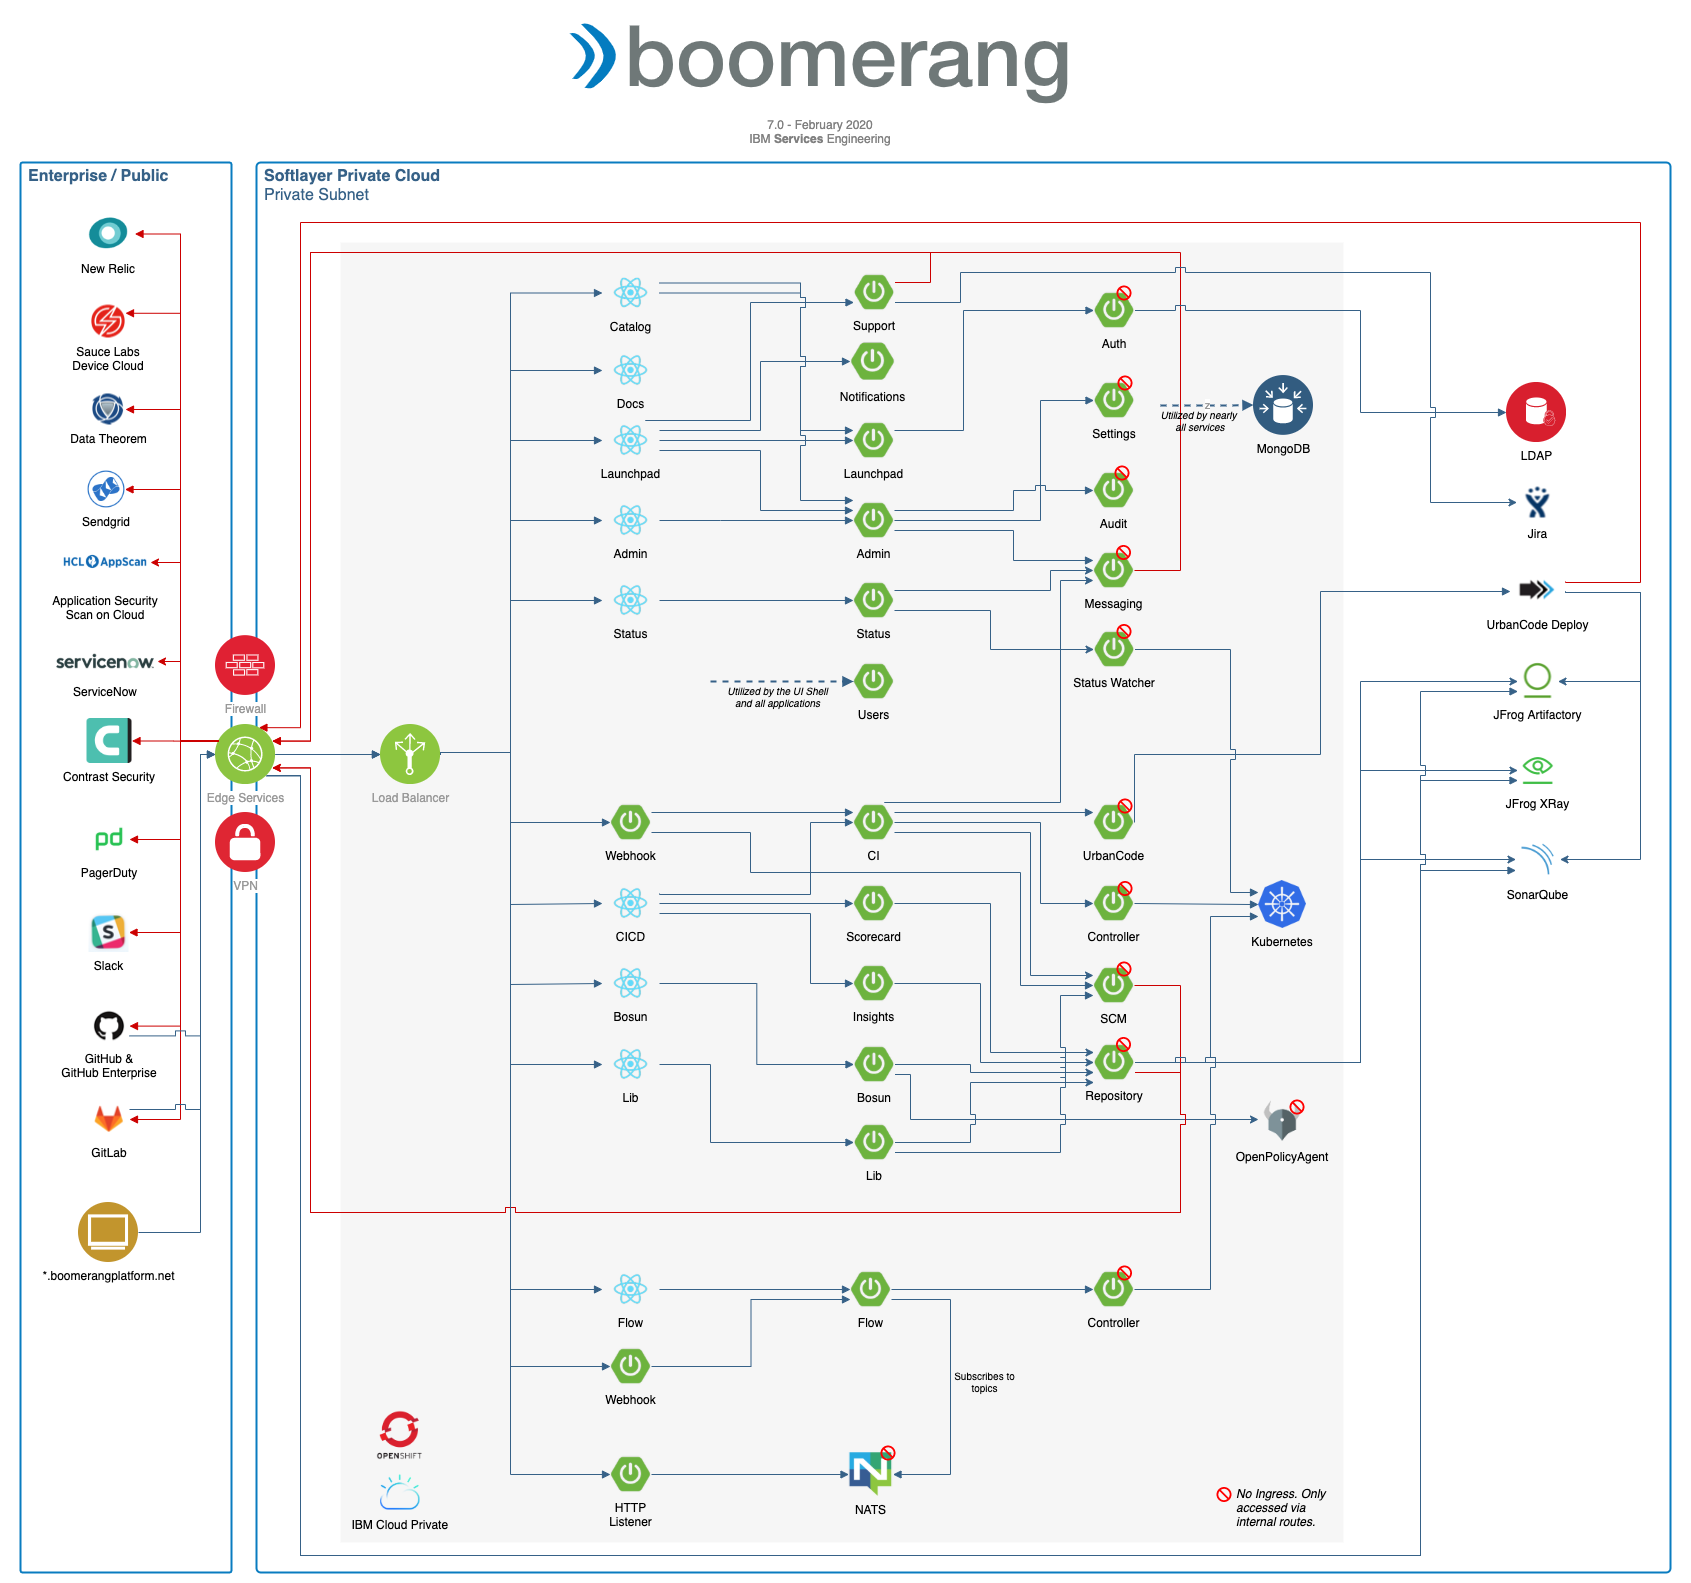 boomerang
7.0 - February 2020
IBM Services Engineering
Enterprise / Public
New Relic
Sauce Labs
Device Cloud
Data Theorem
Sendgrid
HCL AppScan
Application Security
Scan on Cloud
servicenow
ServiceNow
C
Contrast Security
pd
PagerDuty
S
Slack
GitHub &
GitHub Enterprise
GitLab
*.boomerangplatform.net
Firewall
Edge Services
VPN
Softlayer Private Cloud
Private Subnet
Load Balancer
Catalog
Docs
Launchpad
Admin
Status
Support
Notifications
Launchpad
Admin
Status
Utilized by the UI Shell
and all applications
Users
Auth
Settings
Audit
Messaging
Status Watcher
Z
Utilized by nearly
all services
MongoDB
LDAP
Jira
UrbanCode Deploy
JFrog Artifactory
JFrog XRay
SonarQube
Webhook
CICD
Bosun
Lib
CI
Scorecard
Insights
Bosun
Lib
UrbanCode
Controller
SCM
Repository
Kubernetes
OpenPolicyAgent
Flow
Webhook
HTTP
Listener
Flow
Subscribes to
topics
N
NATS
Controller
OPENSHIFT
IBM Cloud Private
No Ingress. Only
accessed via
internal routes.